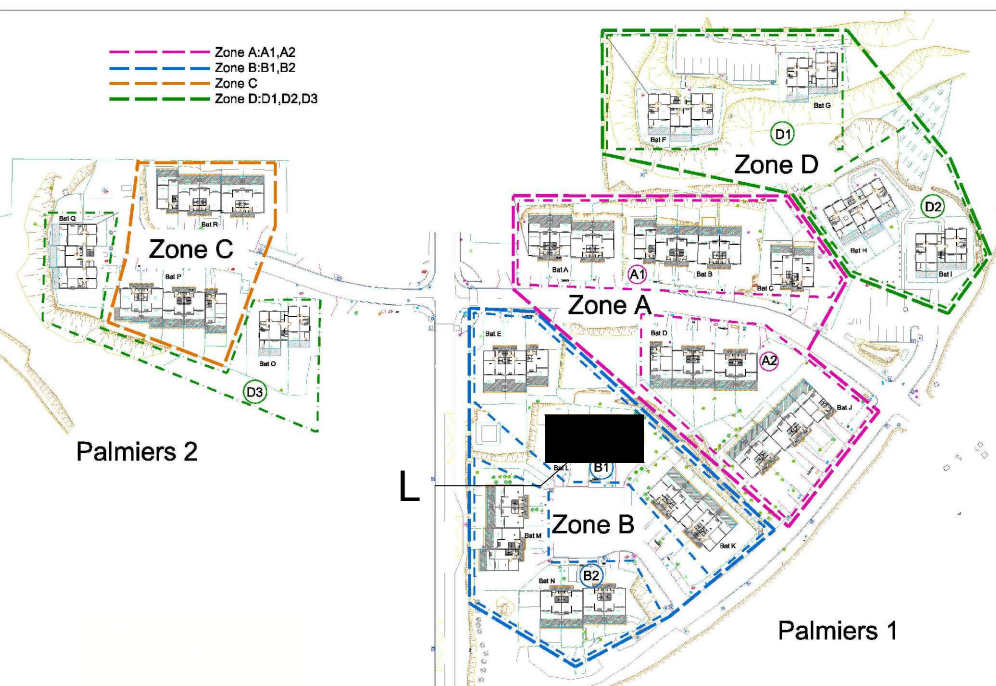 Zone A:A1,A2
Zone B:B1,B2
Zone C
Zone D:D1,D2,D3
Bat G
Bat F
D1
Zone D
Bat Q
Bat R
Zone C
Bat P
Bat H
D2
Bat I
Bat A
A1
Bat B
Bat C
Zone A
Bat E
Bat D
A2
Bat O
D3
Bat J
Palmiers 2
Bat L
B1
L
Zone B
Bat M
Bat K
B2
Bat N
Palmiers 1